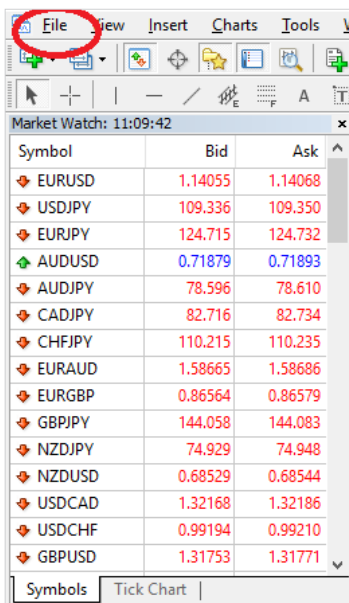 File View Insert Charts Tools
E F A T
Market Watch: 11:09:42 x
Symbol Bid Ask
EURUSD 1.14055 1.14068
USDJPY 109.336 109.350
EURJPY 124.715 124.732
AUDUSD 0.71879 0.71893
AUDJPY 78.596 78.610
CADJPY 82.716 82.734
CHFJPY 110.215 110.235
EURAUD 1.58665 1.58686
EURGBP 0.86564 0.86579
GBPJPY 144.058 144.083
NZDJPY 74.929 74.948
NZDUSD 0.68529 0.68544
USDCAD 1.32168 1.32186
USDCHF 0.99194 0.99210
GBPUSD 1.31753 1.31771
Symbols Tick Chart